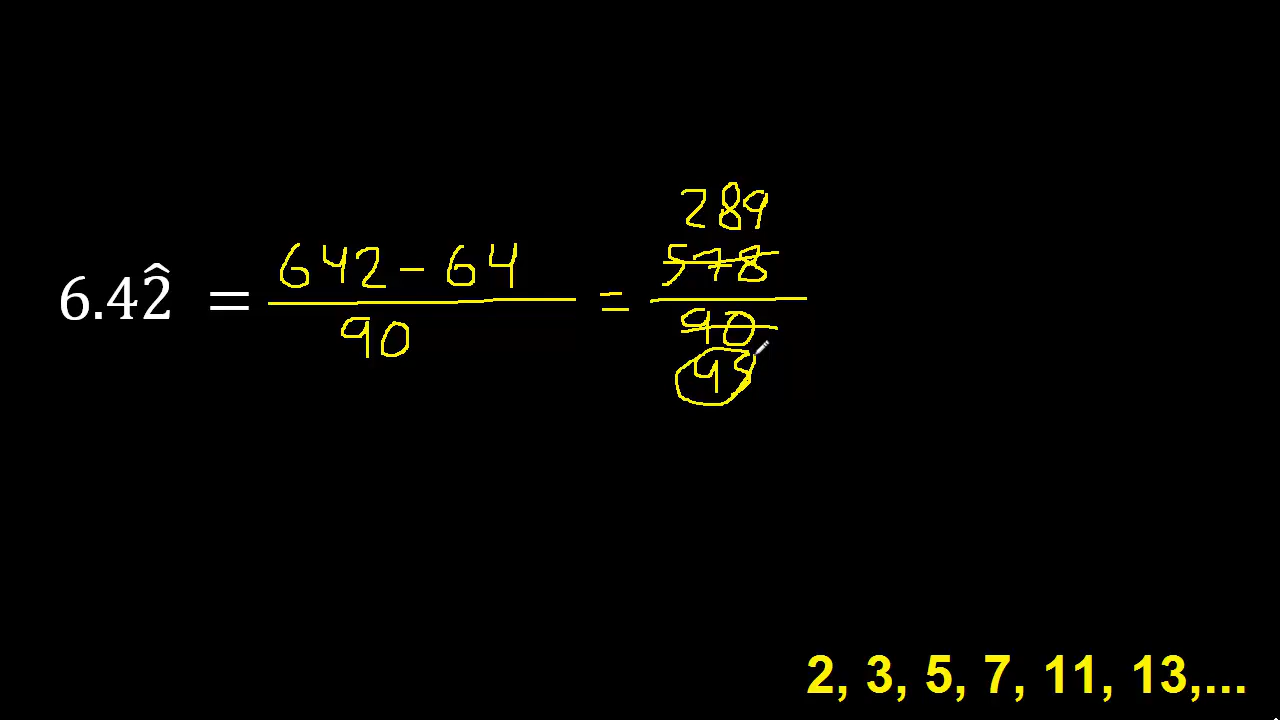 289
642 - 64 578
6.42̂ = =
90 90
45
2, 3, 5, 7, 11, 13,...